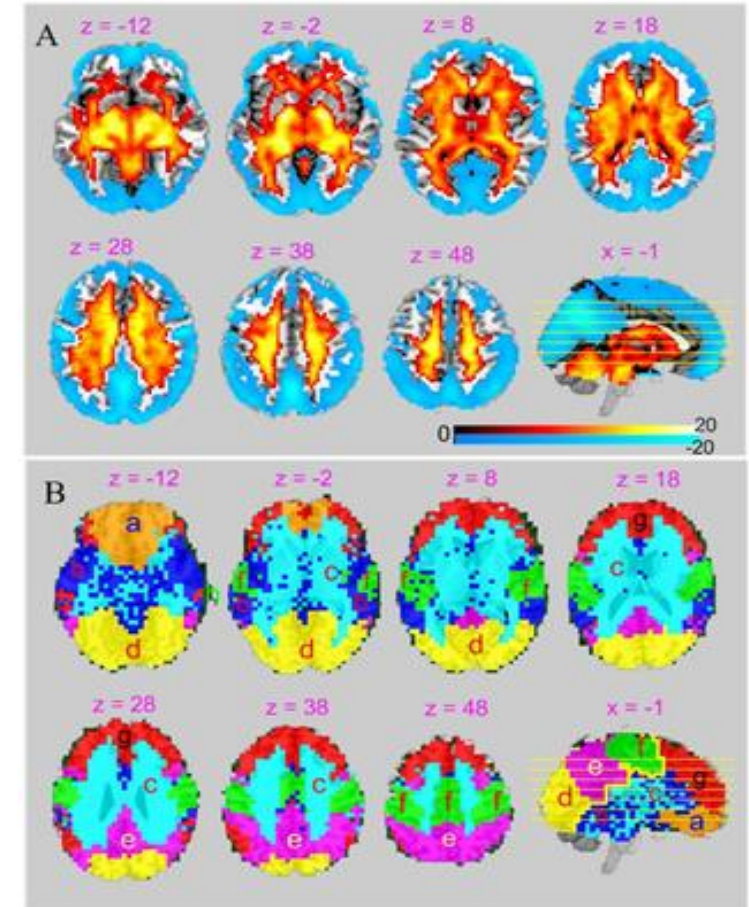 A
z = -12 z = -2 z = 8 z = 18
z = 28 z = 38 z = 48 x = -1
0 20
-20
B
z = -12 z = -2 z = 8 z = 18
a g
b b c c
f f f f
b b
d d
z = 28 z = 38 z = 48 x = -1
g f
c c f f f e g
d c
e e e a